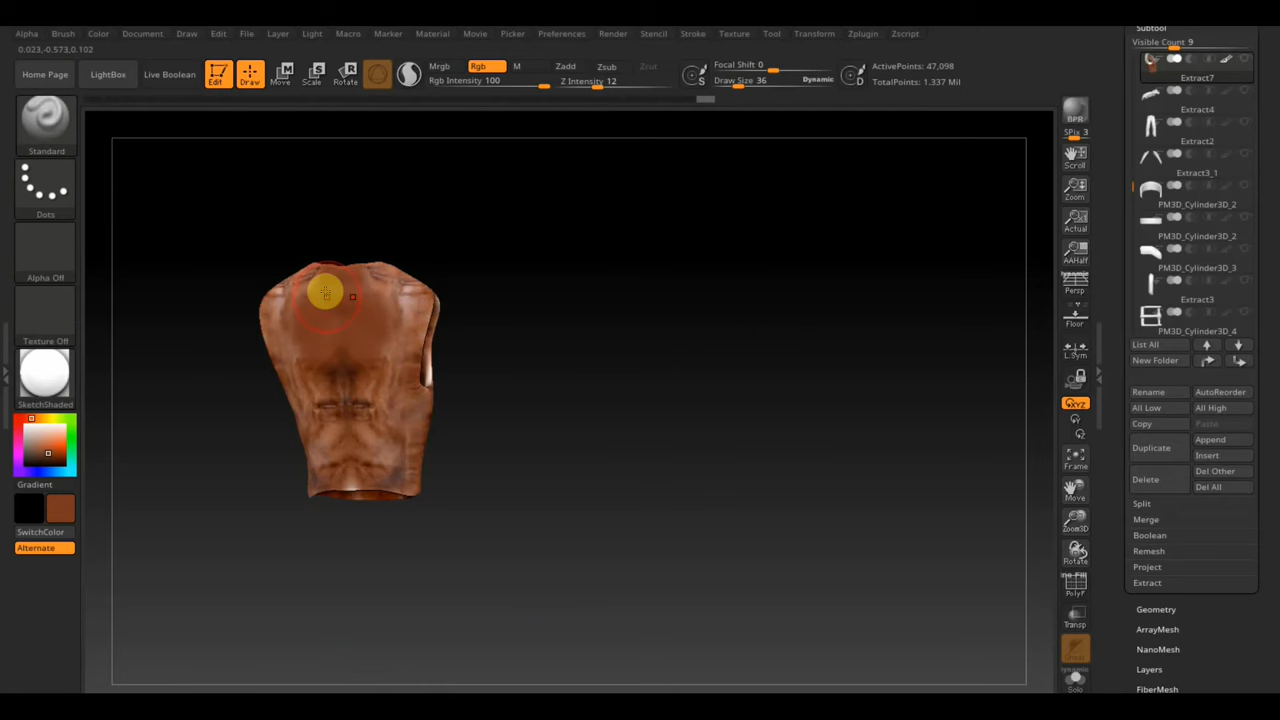 Alpha Brush Color Document Draw Edit File Layer Light Macro Marker Material Movie Picker Preferences Render Stencil Stroke Texture Tool Transform Zplugin Zscript
0.023,-0.573,0.102
Home Page LightBox Live Boolean Edit Draw Move Scale Rotate
Mrgb Rgb M Zadd Zsub Zcut
Rgb Intensity 100 Z Intensity 12
S Focal Shift 0
Draw Size 36 Dynamic
D ActivePoints: 47,098
TotalPoints: 1.337 Mil
Standard
Dots
Alpha Off
Texture Off
SketchShaded
Gradient
SwitchColor
Alternate
BPR
SPix 3
Scroll
Zoom
Actual
AAHalf
Dynamic
Persp
Floor
L.Sym
XYZ
Frame
Move
Zoom3D
Rotate
PolyF
Transp
Dynamic
Solo
Subtool
Visible Count 9
Extract7
Extract4
Extract2
Extract3_1
PM3D_Cylinder3D_2
PM3D_Cylinder3D_2
PM3D_Cylinder3D_3
Extract3
PM3D_Cylinder3D_4
List All
New Folder
Rename AutoReorder
All Low All High
Copy Paste
Duplicate Append
Insert
Delete Del Other
Del All
Split
Merge
Boolean
Remesh
Project
Extract
Geometry
ArrayMesh
NanoMesh
Layers
FiberMesh